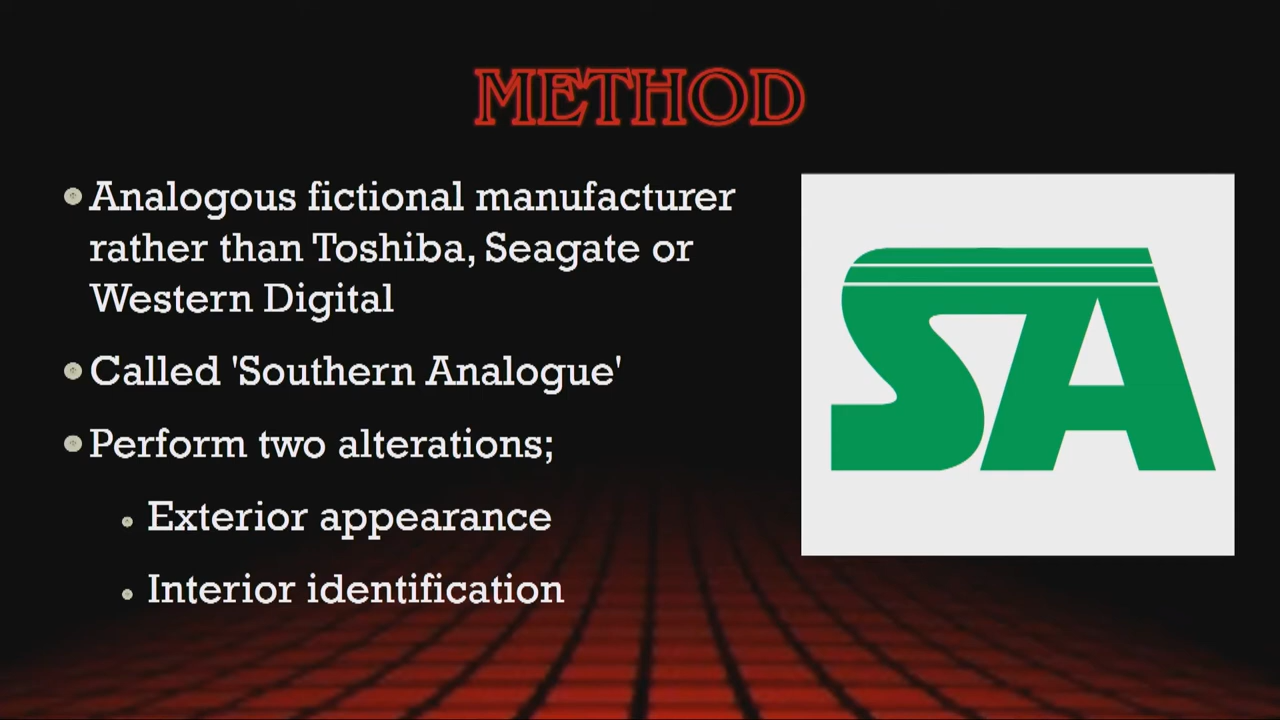 METHOD
Analogous fictional manufacturer
rather than Toshiba, Seagate or
Western Digital
Called 'Southern Analogue'
Perform two alterations;
Exterior appearance
Interior identification
SA